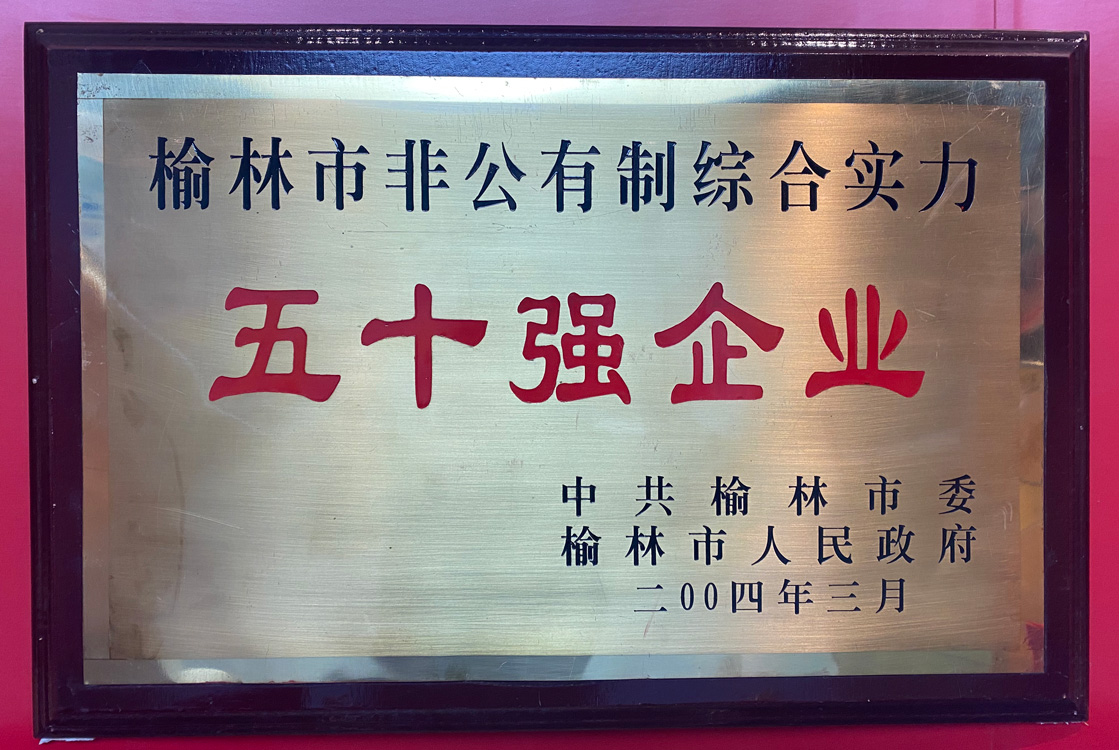 榆林市非公有制综合实力
五十强企业
中共榆林市委
榆林市人民政府
二00四年三月